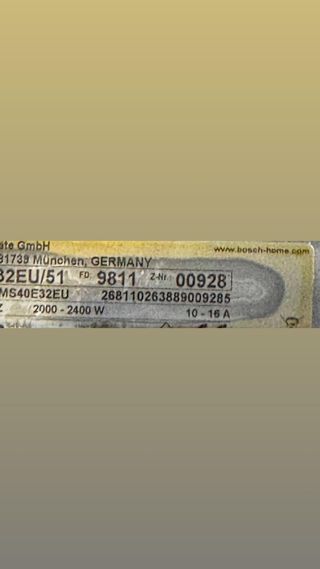 ate GmbH
81739 München, GERMANY
www.bosch-home.com
32EU/51 FD 9811 Z-Nr 00928
MS40E32EU 268110263889009285
Z 2000 - 2400 W 10 - 16 A